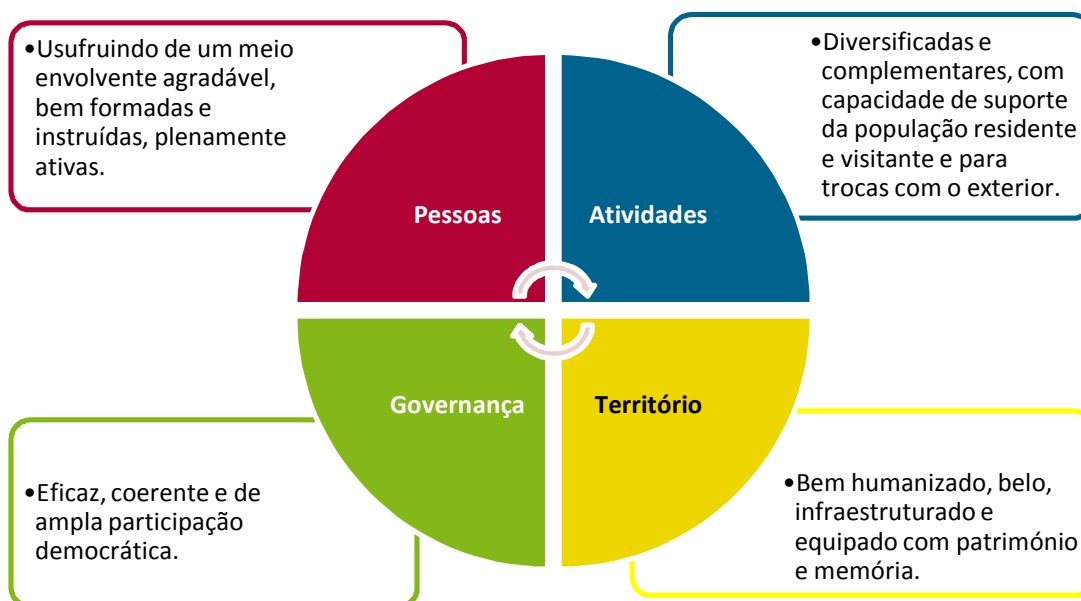 •Usufruindo de um meio
envolvente agradável,
bem formadas e
instruídas, plenamente
ativas.
•Diversificadas e
complementares, com
capacidade de suporte
da população residente
e visitante e para
trocas com o exterior.
Pessoas
Atividades
Governança
Território
•Eficaz, coerente e de
ampla participação
democrática.
•Bem humanizado, belo,
infraestruturado e
equipado com património
e memória.